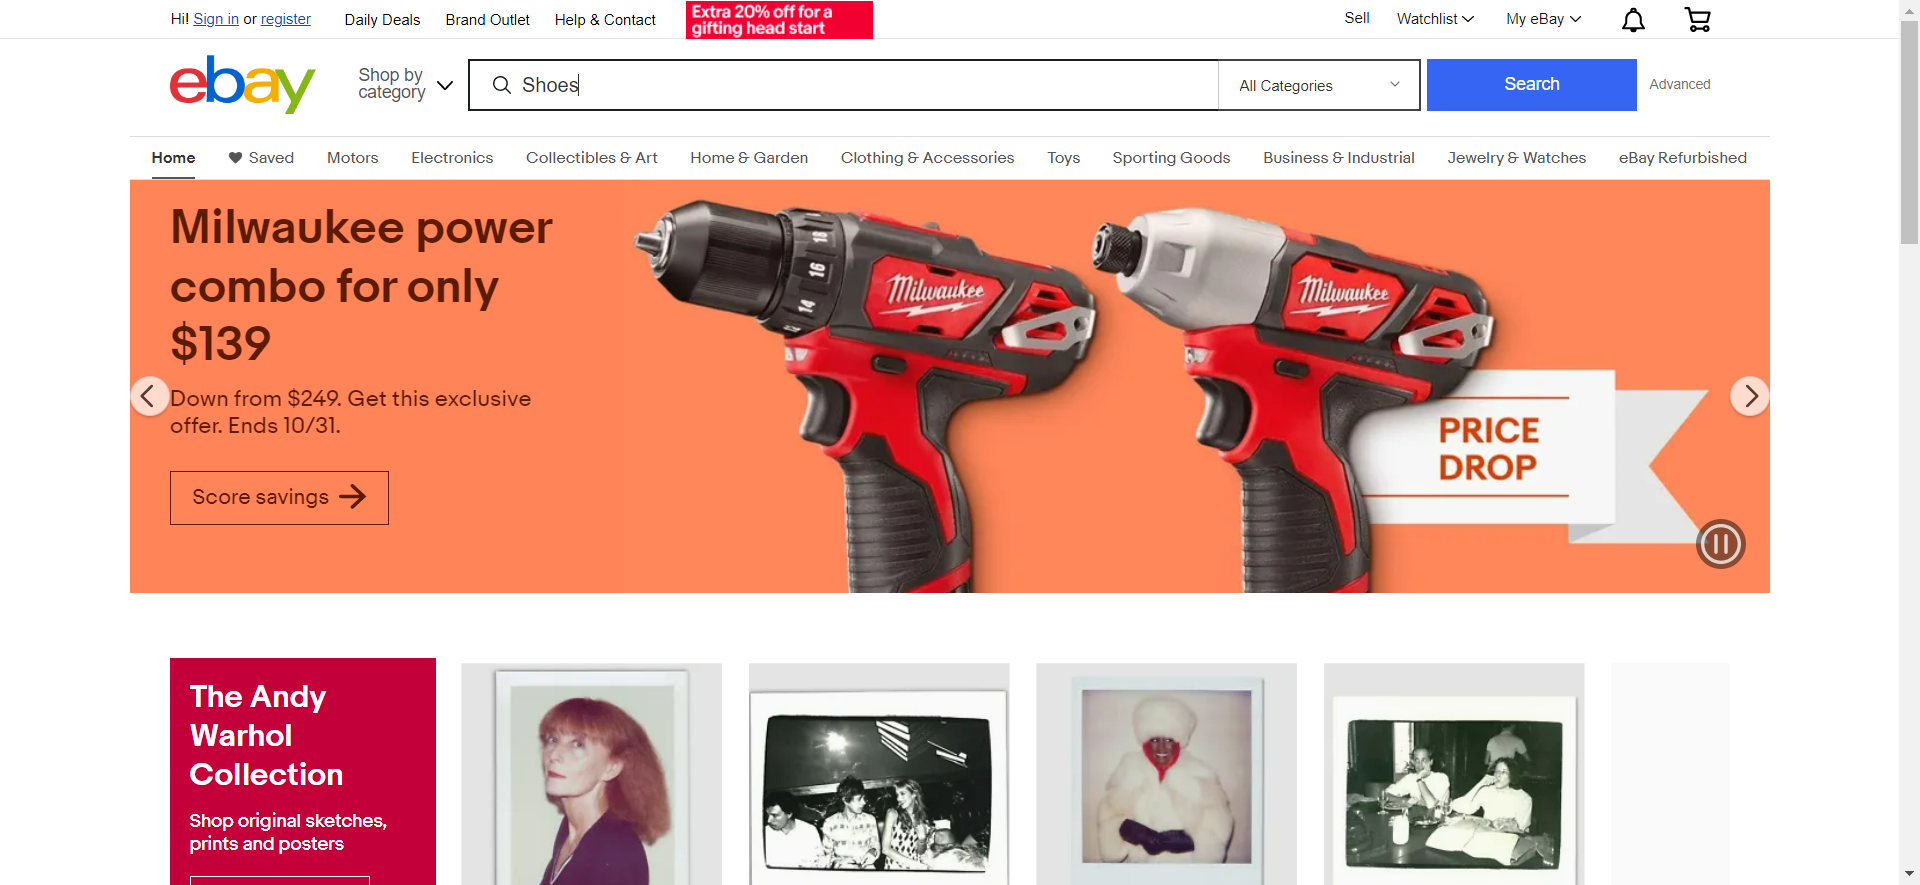 Hi! Sign in or register
Daily Deals
Brand Outlet
Help & Contact
Extra 20% off for a
gifting head start
Sell
Watchlist
My eBay
ebay
Shop by
category
Shoes
All Categories
Search
Advanced
Home
Saved
Motors
Electronics
Collectibles & Art
Home & Garden
Clothing & Accessories
Toys
Sporting Goods
Business & Industrial
Jewelry & Watches
eBay Refurbished
Milwaukee power
combo for only
$139
Down from $249. Get this exclusive
offer. Ends 10/31.
Score savings
18
16
14
12
Milwaukee
Milwaukee
PRICE
DROP
The Andy
Warhol
Collection
Shop original sketches,
prints and posters